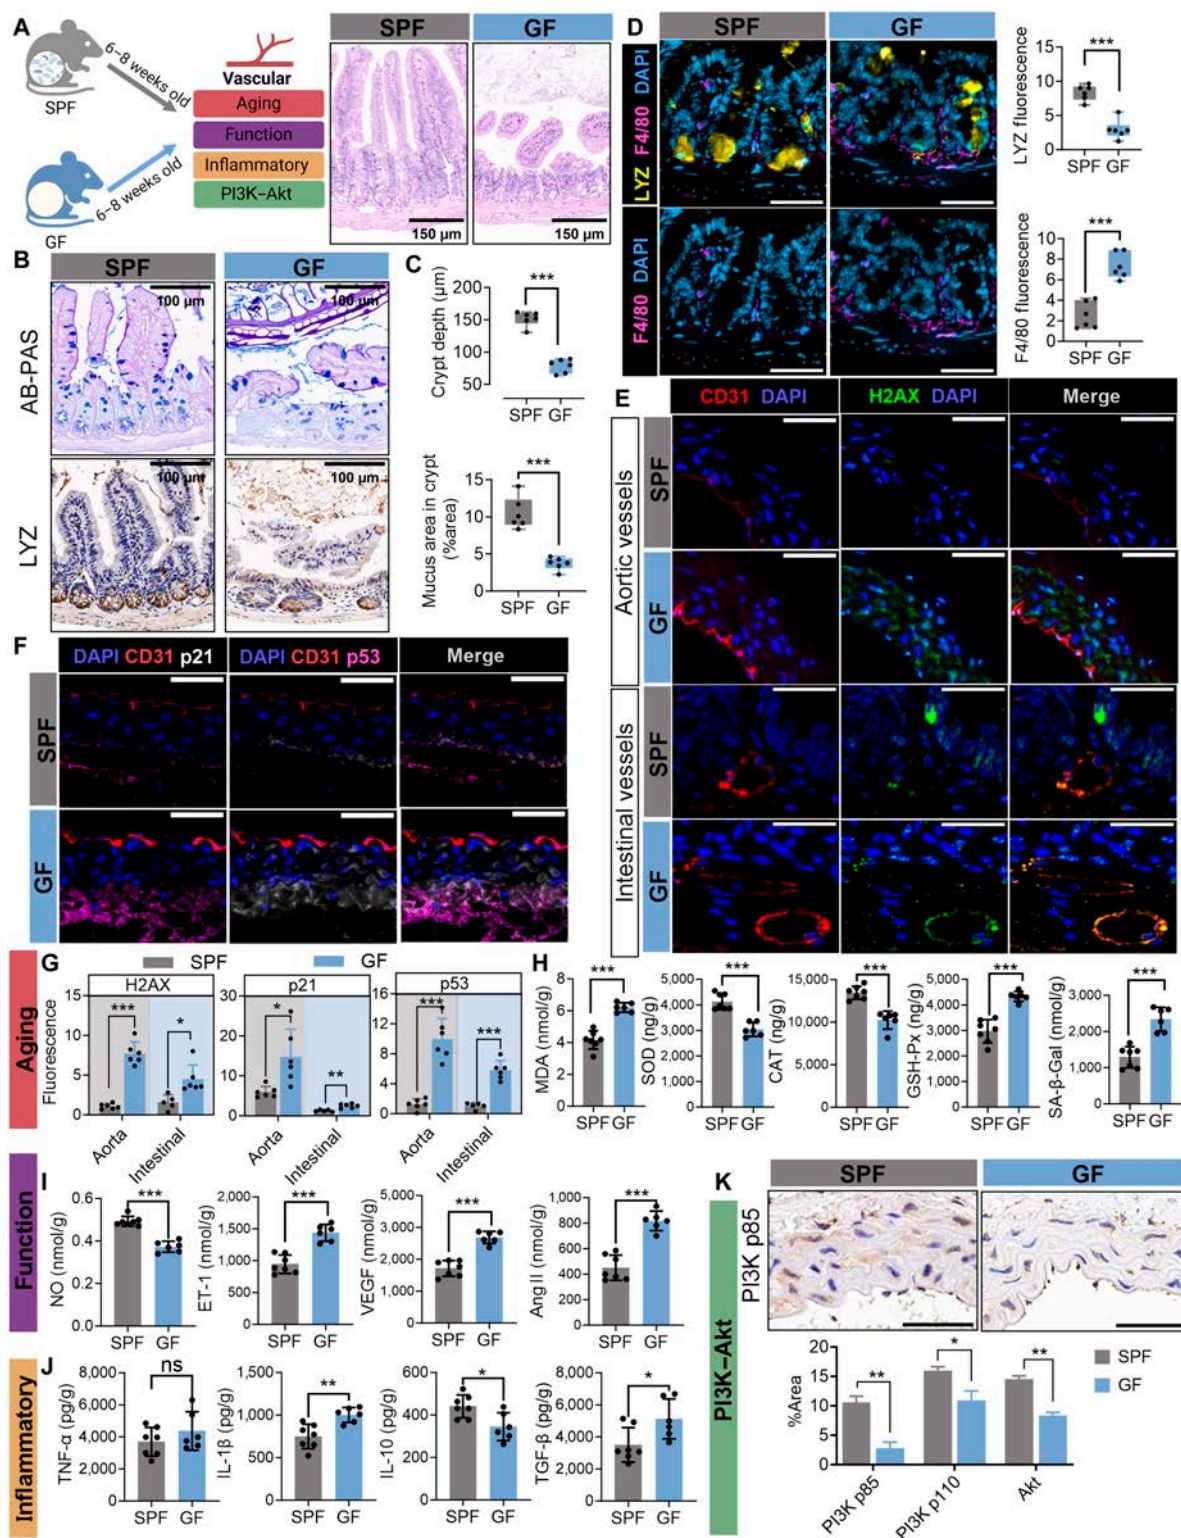 A
SPF
6–8 weeks old
GF
6–8 weeks old
Vascular
Aging
Function
Inflammatory
PI3K–Akt
SPF
GF
150 μm
150 μm
B
SPF
GF
AB-PAS
100 μm
100 μm
LYZ
100 μm
100 μm
C
Crypt depth (μm)
200
150
100
50
***
SPF
GF
Mucus area in crypt
(%area)
15
10
5
0
***
SPF
GF
D
SPF
GF
LYZ F4/80 DAPI
F4/80 DAPI
LYZ fluorescence
15
10
5
0
***
SPF
GF
F4/80 fluorescence
10
8
6
4
2
0
***
SPF
GF
E
CD31 DAPI
H2AX DAPI
Merge
Aortic vessels
SPF
GF
Intestinal vessels
SPF
GF
F
DAPI CD31 p21
DAPI CD31 p53
Merge
SPF
GF
Aging
G
SPF
GF
H2AX
p21
p53
Fluorescence
15
10
5
0
***
*
30
20
10
0
*
**
16
12
8
4
0
***
***
Aorta
Intestinal
Aorta
Intestinal
Aorta
Intestinal
H
MDA (nmol/g)
8
6
4
2
0
***
SPF GF
SOD (ng/g)
5,000
4,000
3,000
2,000
1,000
0
***
SPF GF
CAT (ng/g)
15,000
10,000
5,000
0
***
SPF GF
GSH-Px (ng/g)
5,000
4,000
3,000
2,000
1,000
0
***
SPF GF
SA-β-Gal (ng/g)
3,000
2,000
1,000
0
***
SPF GF
Function
I
NO (nmol/g)
0.6
0.4
0.2
0.0
***
SPF
GF
ET-1 (nmol/g)
2,000
1,500
1,000
500
0
***
SPF
GF
VEGF (nmol/g)
5,000
4,000
3,000
2,000
1,000
0
***
SPF
GF
Ang II (nmol/g)
1,000
800
600
400
200
0
***
SPF
GF
Inflammatory
J
TNF-α (pg/g)
8,000
6,000
4,000
2,000
0
ns
SPF
GF
IL-1β (pg/g)
1,500
1,000
500
0
**
SPF
GF
IL-10 (pg/g)
600
400
200
0
*
SPF
GF
TGF-β (pg/g)
8,000
6,000
4,000
2,000
0
*
SPF
GF
PI3K–Akt
K
SPF
GF
PI3K p85
%Area
20
15
10
5
0
**
*
**
SPF
GF
PI3K p85
PI3K p110
Akt